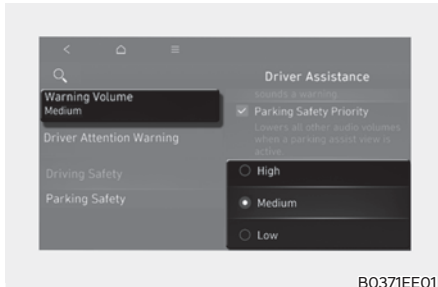 Driver Assistance
Warning Volume
Medium
Driver Attention Warning
Driving Safety
Parking Safety
sounds a warning.
Parking Safety Priority
Lowers all other audio volumes
when a parking assist view is
active.
High
Medium
Low
B0371EE01